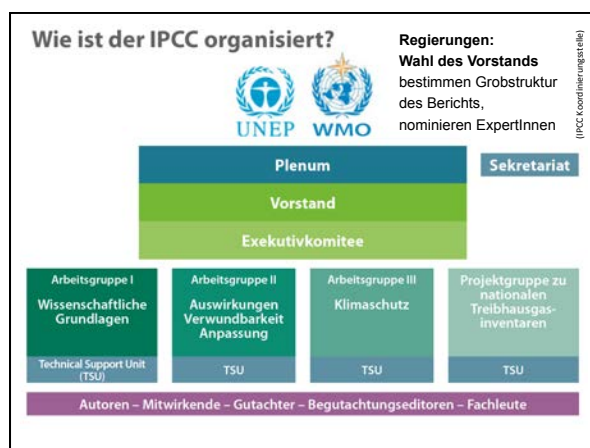 Wie ist der IPCC organisiert?
Regierungen:
Wahl des Vorstands
bestimmen Grobstruktur
des Berichts,
nominieren ExpertInnen
(IPCC Koordinierungsstelle)
UNEP
WMO
Plenum
Sekretariat
Vorstand
Exekutivkomitee
Arbeitsgruppe I
Wissenschaftliche
Grundlagen
Technical Support Unit
(TSU)
Arbeitsgruppe II
Auswirkungen
Verwundbarkeit
Anpassung
TSU
Arbeitsgruppe III
Klimaschutz
TSU
Projektgruppe zu
nationalen
Treibhausgas-
inventaren
TSU
Autoren – Mitwirkende – Gutachter – Begutachtungseditoren – Fachleute